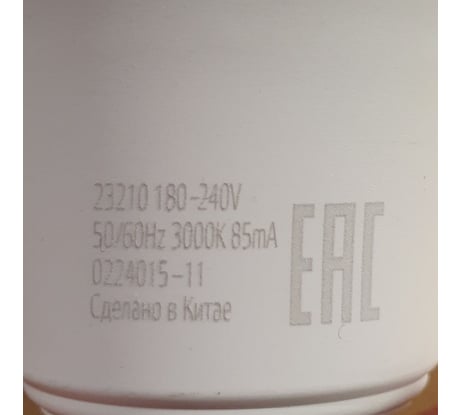 23210 180-240V
50/60Hz 3000K 85mA
0224015-11
Сделано в Китае
EAC